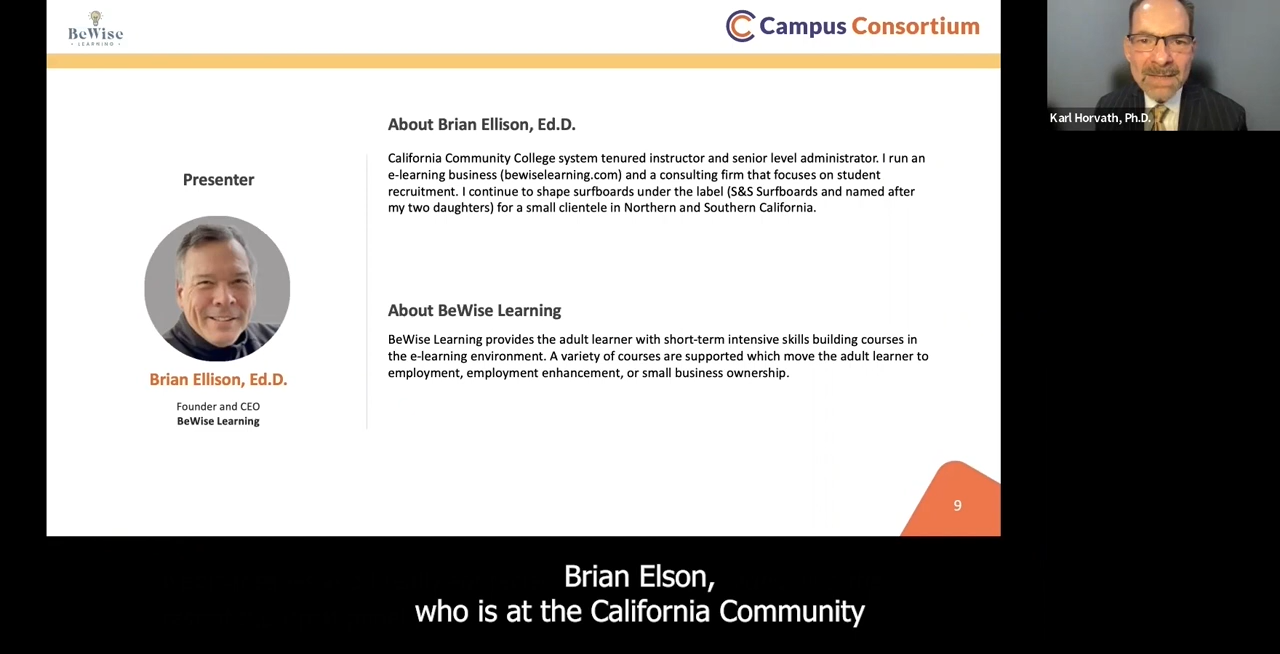 BeWise
LEARNING
Campus Consortium
Karl Horvath, Ph.D.
Presenter
Brian Ellison, Ed.D.
Founder and CEO
BeWise Learning
About Brian Ellison, Ed.D.
California Community College system tenured instructor and senior level administrator. I run an
e-learning business (bewiselearning.com) and a consulting firm that focuses on student
recruitment. I continue to shape surfboards under the label (S&S Surfboards and named after
my two daughters) for a small clientele in Northern and Southern California.
About BeWise Learning
BeWise Learning provides the adult learner with short-term intensive skills building courses in
the e-learning environment. A variety of courses are supported which move the adult learner to
employment, employment enhancement, or small business ownership.
9
Brian Elson,
who is at the California Community